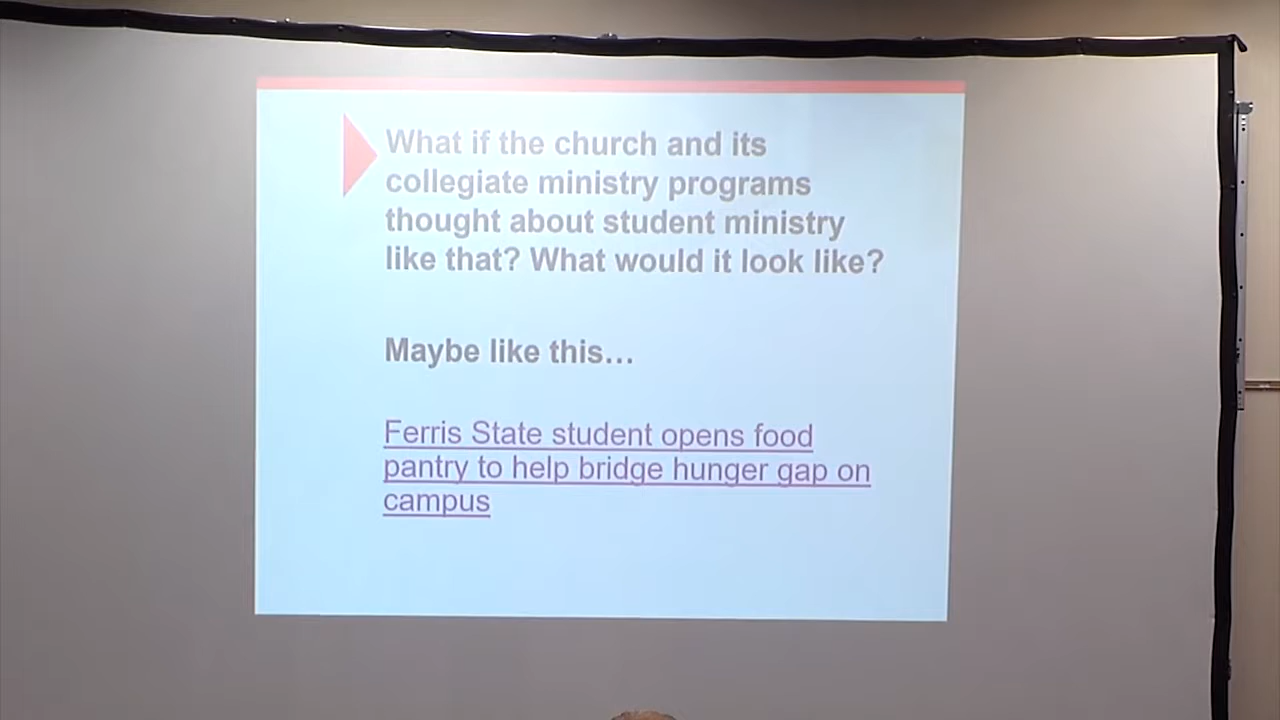 What if the church and its
collegiate ministry programs
thought about student ministry
like that? What would it look like?
Maybe like this…
Ferris State student opens food
pantry to help bridge hunger gap on
campus